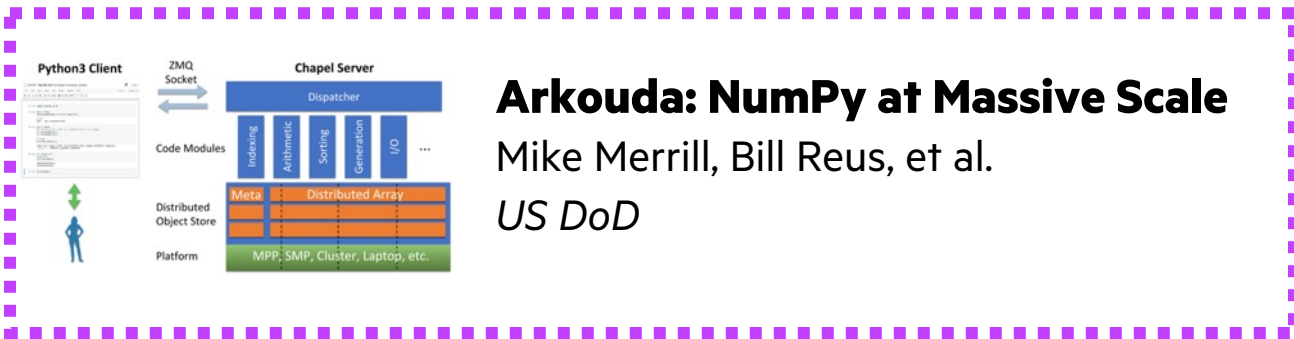 Python3 Client
ZMQ
Socket
Chapel Server
Dispatcher
Code Modules
Indexing
Arithmetic
Sorting
Generation
I/O
...
Meta
Distributed Array
Distributed
Object Store
Platform
MPP, SMP, Cluster, Laptop, etc.
Arkouda: NumPy at Massive Scale
Mike Merrill, Bill Reus, et al.
US DoD